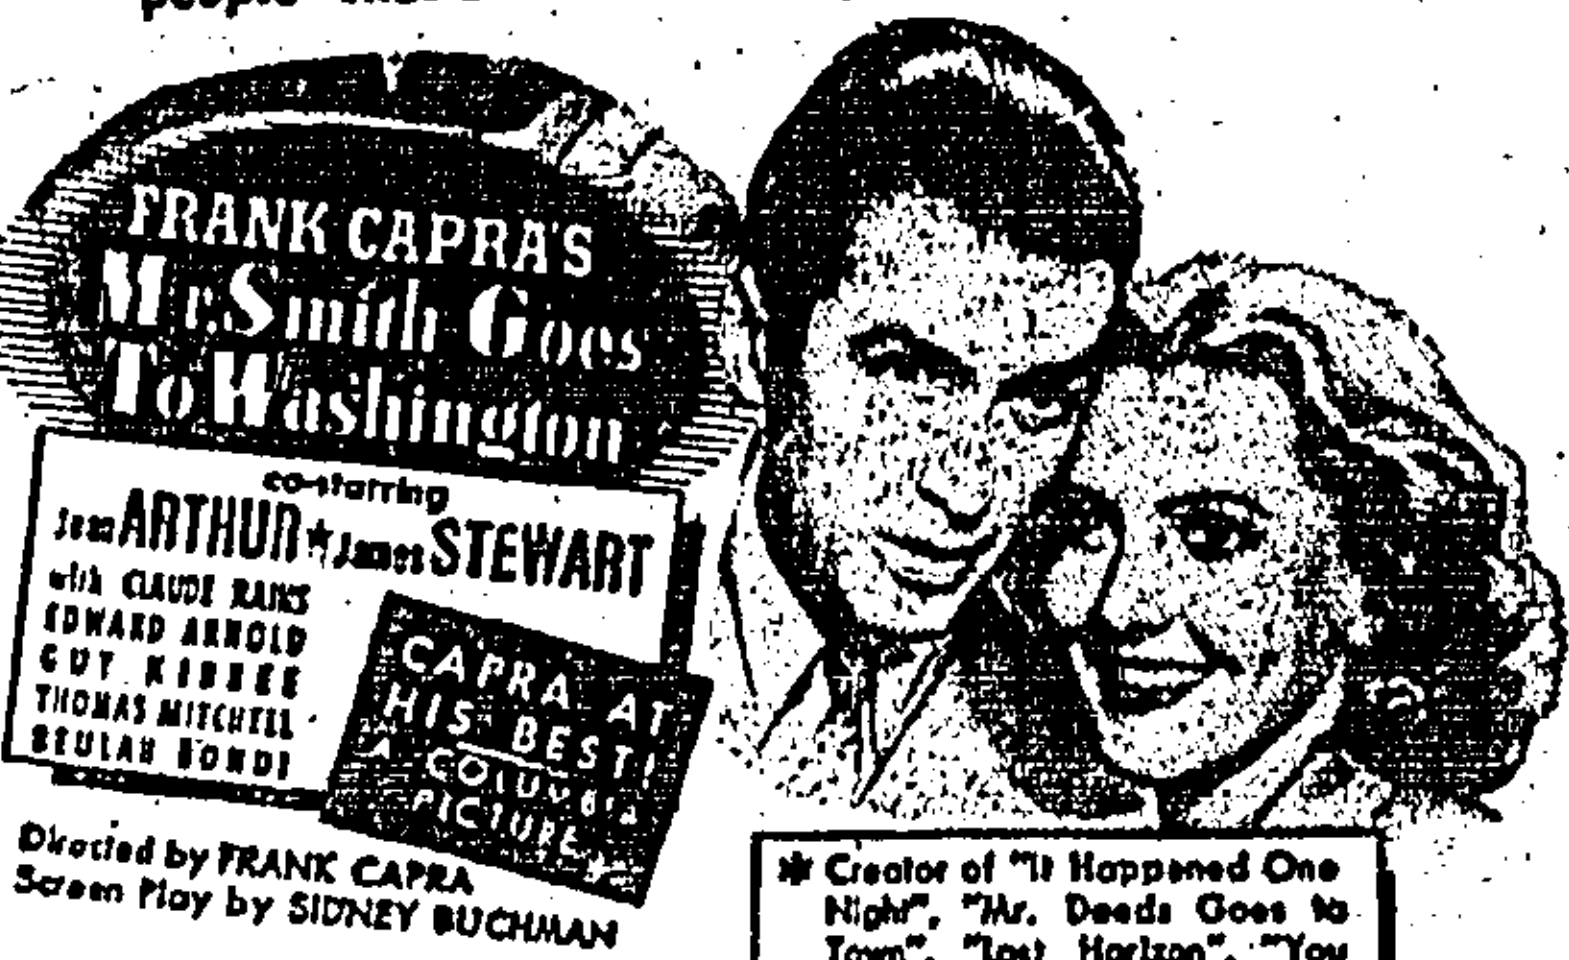 people
FRANK CAPRA'S
Mr. Smith Goes
To Washington
co-starring
Jean ARTHUR ★ James STEWART
with CLAUDE RAINS
EDWARD ARNOLD
GUY KIBBEE
THOMAS MITCHELL
BEULAH BONDI
CAPRA AT
HIS BEST!
A COLUMBIA
PICTURE
Directed by FRANK CAPRA
Screen Play by SIDNEY BUCHMAN
* Creator of "It Happened One
Night", "Mr. Deeds Goes to
Town", "Lost Horizon", "You